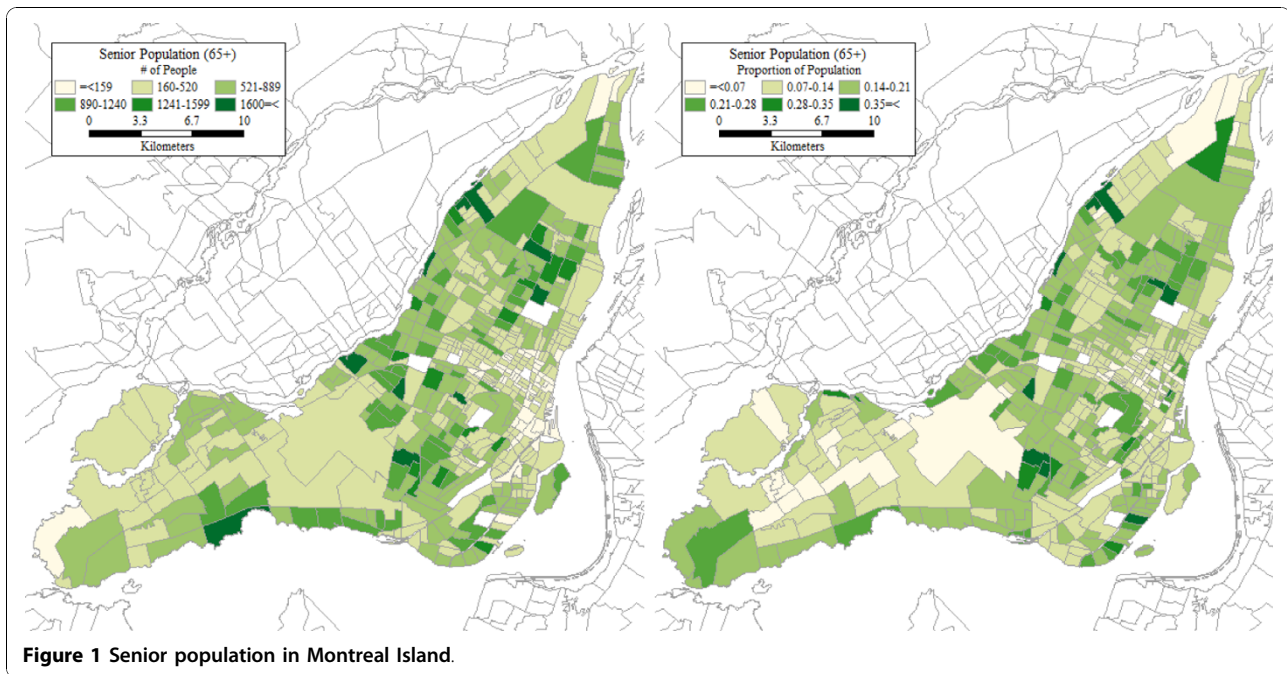 Senior Population (65+)
# of People
=<159 160-520 521-889
890-1240 1241-1599 1600=<
0 3.3 6.7 10
Kilometers
Senior Population (65+)
Proportion of Population
=<0.07 0.07-0.14 0.14-0.21
0.21-0.28 0.28-0.35 0.35=<
0 3.3 6.7 10
Kilometers
Figure 1 Senior population in Montreal Island.